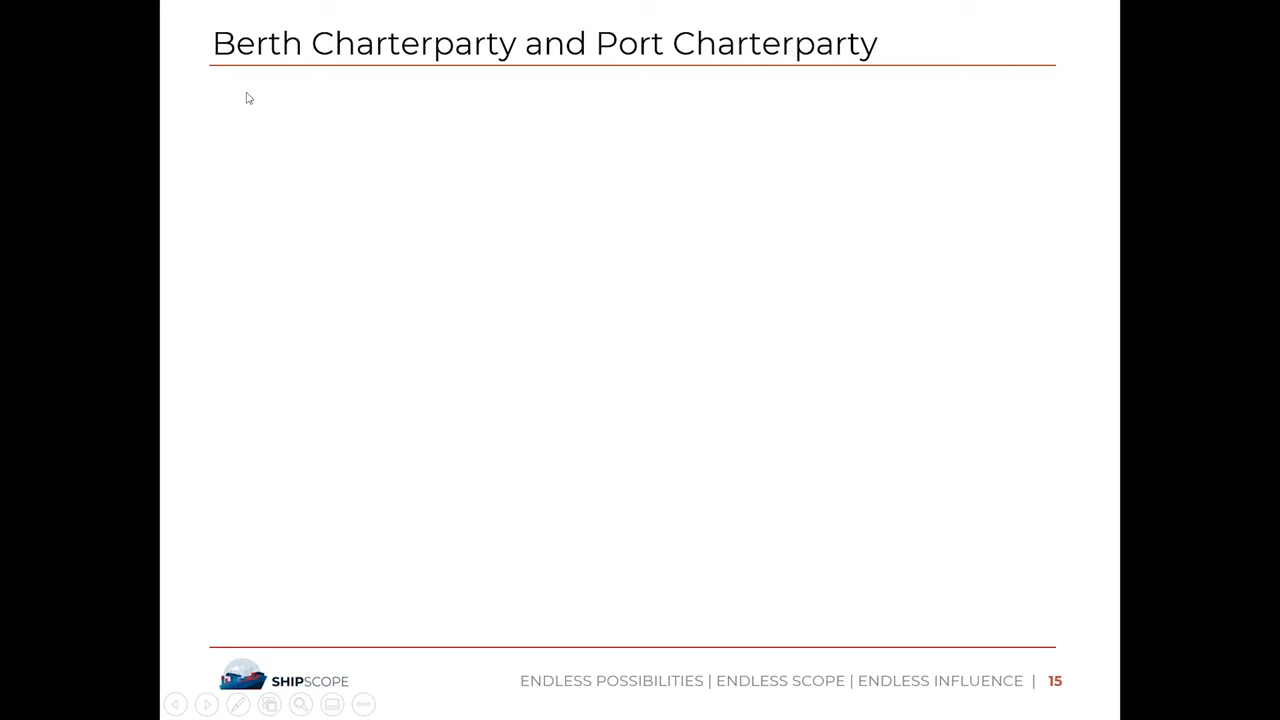 Berth Charterparty and Port Charterparty
SHIPSCOPE
ENDLESS POSSIBILITIES | ENDLESS SCOPE | ENDLESS INFLUENCE | 15